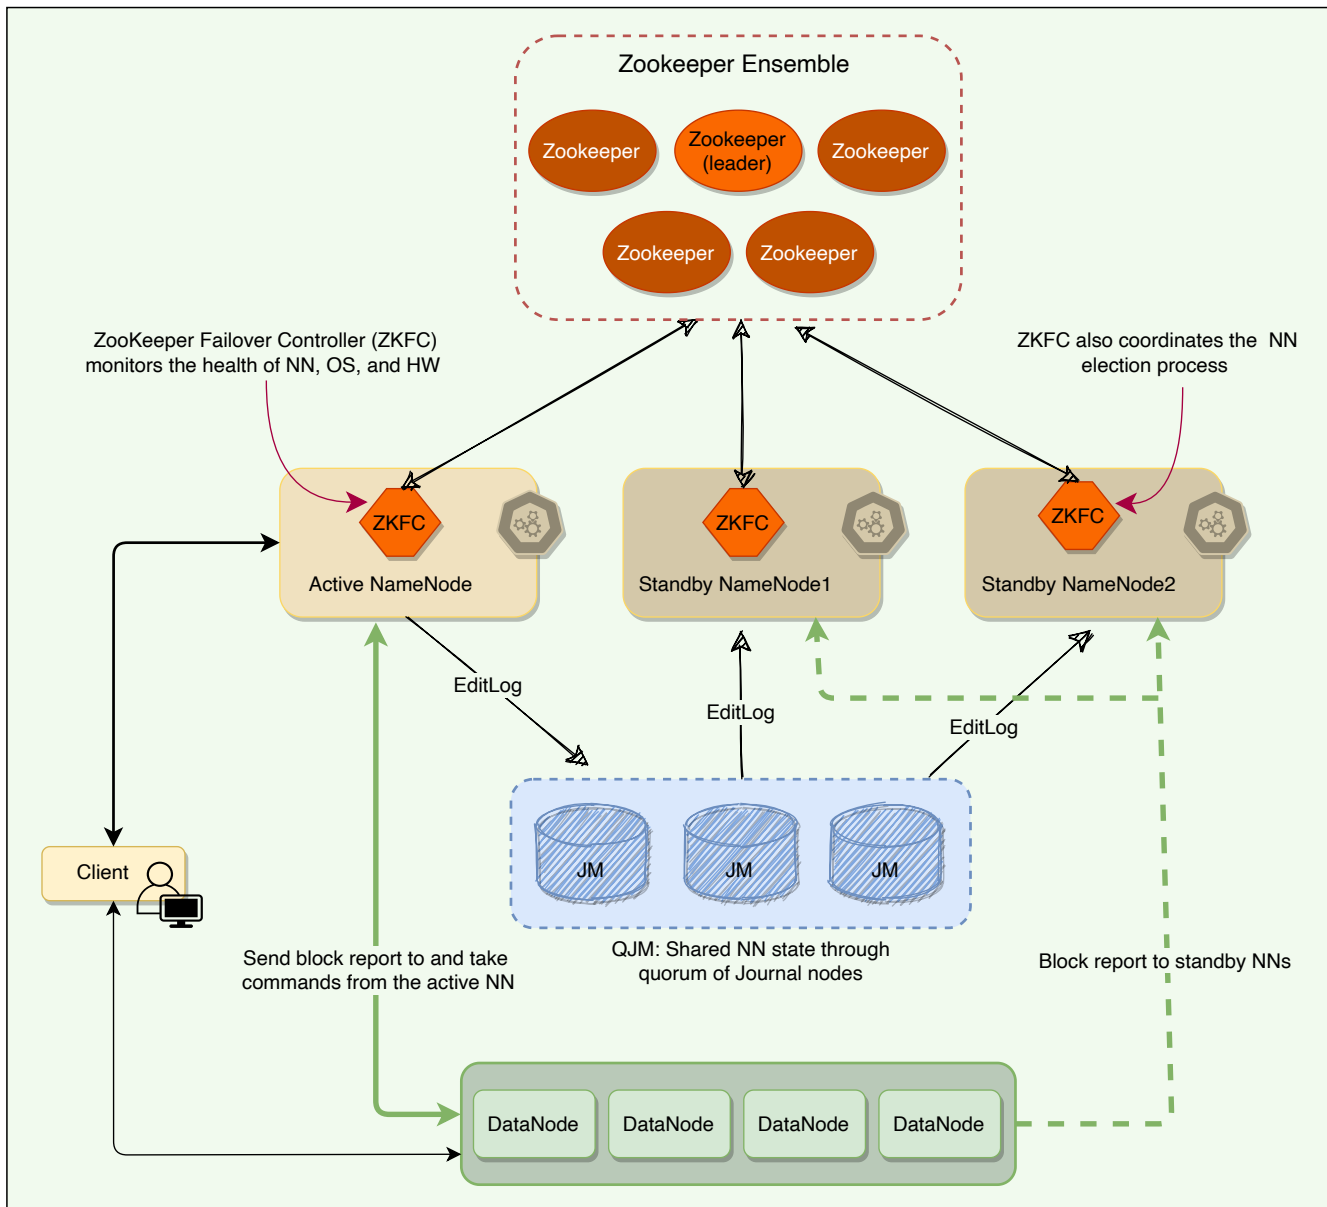 Zookeeper Ensemble
Zookeeper
Zookeeper
(leader)
Zookeeper
Zookeeper
Zookeeper
ZooKeeper Failover Controller (ZKFC)
monitors the health of NN, OS, and HW
ZKFC also coordinates the NN
election process
ZKFC
ZKFC
ZKFC
Active NameNode
Standby NameNode1
Standby NameNode2
EditLog
EditLog
EditLog
Client
JM
JM
JM
QJM: Shared NN state through
quorum of Journal nodes
Send block report to and take
commands from the active NN
Block report to standby NNs
DataNode
DataNode
DataNode
DataNode